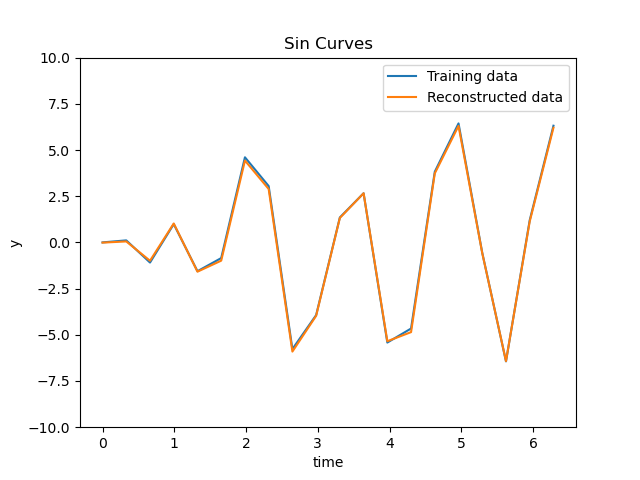 Sin Curves
Training data
Reconstructed data
10.0
7.5
5.0
2.5
0.0
−2.5
−5.0
−7.5
−10.0
y
0 1 2 3 4 5 6
time